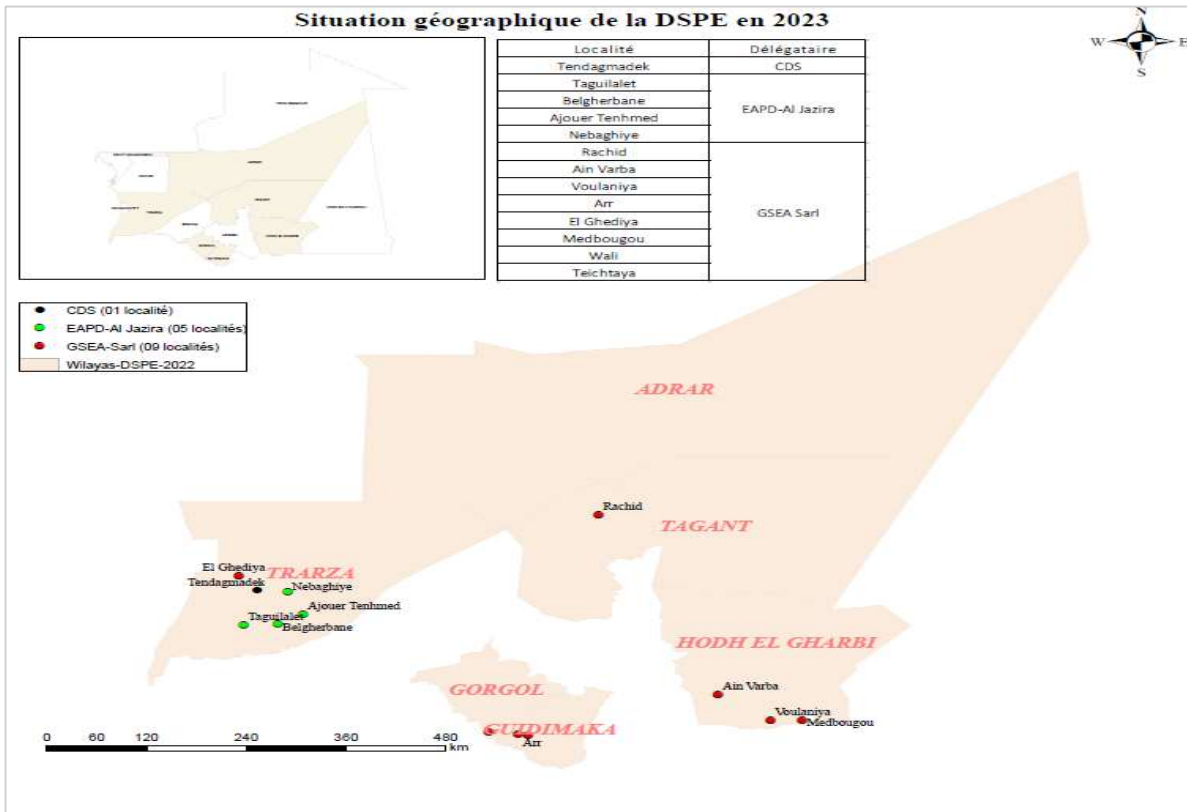 Situation géographique de la DSPE en 2023
N
W
E
S
Localité Délégataire
Tendagmadek CDS
Taguilalet
Belgherbane
EAPD-Al Jazira
Ajouer Tenhmed
Nebaghiye
Rachid
Ain Varba
Voulaniya
Arr
GSEA Sarl
El Ghediya
Medbougou
Wali
Teichtaya
CDS (01 localité)
EAPD-Al Jazira (05 localités)
GSEA-Sarl (09 localités)
Wilayas-DSPE-2022
ADRAR
Rachid
TAGANT
El Ghediya
TRARZA
Tendagmadek
Nebaghiye
Ajouer Tenhmed
Taguilalet
Belgherbane
HODH EL GHARBI
GORGOL
Ain Varba
Voulaniya
Medbougou
GUIDIMAKA
Arr
0 60 120 240 360 480
km